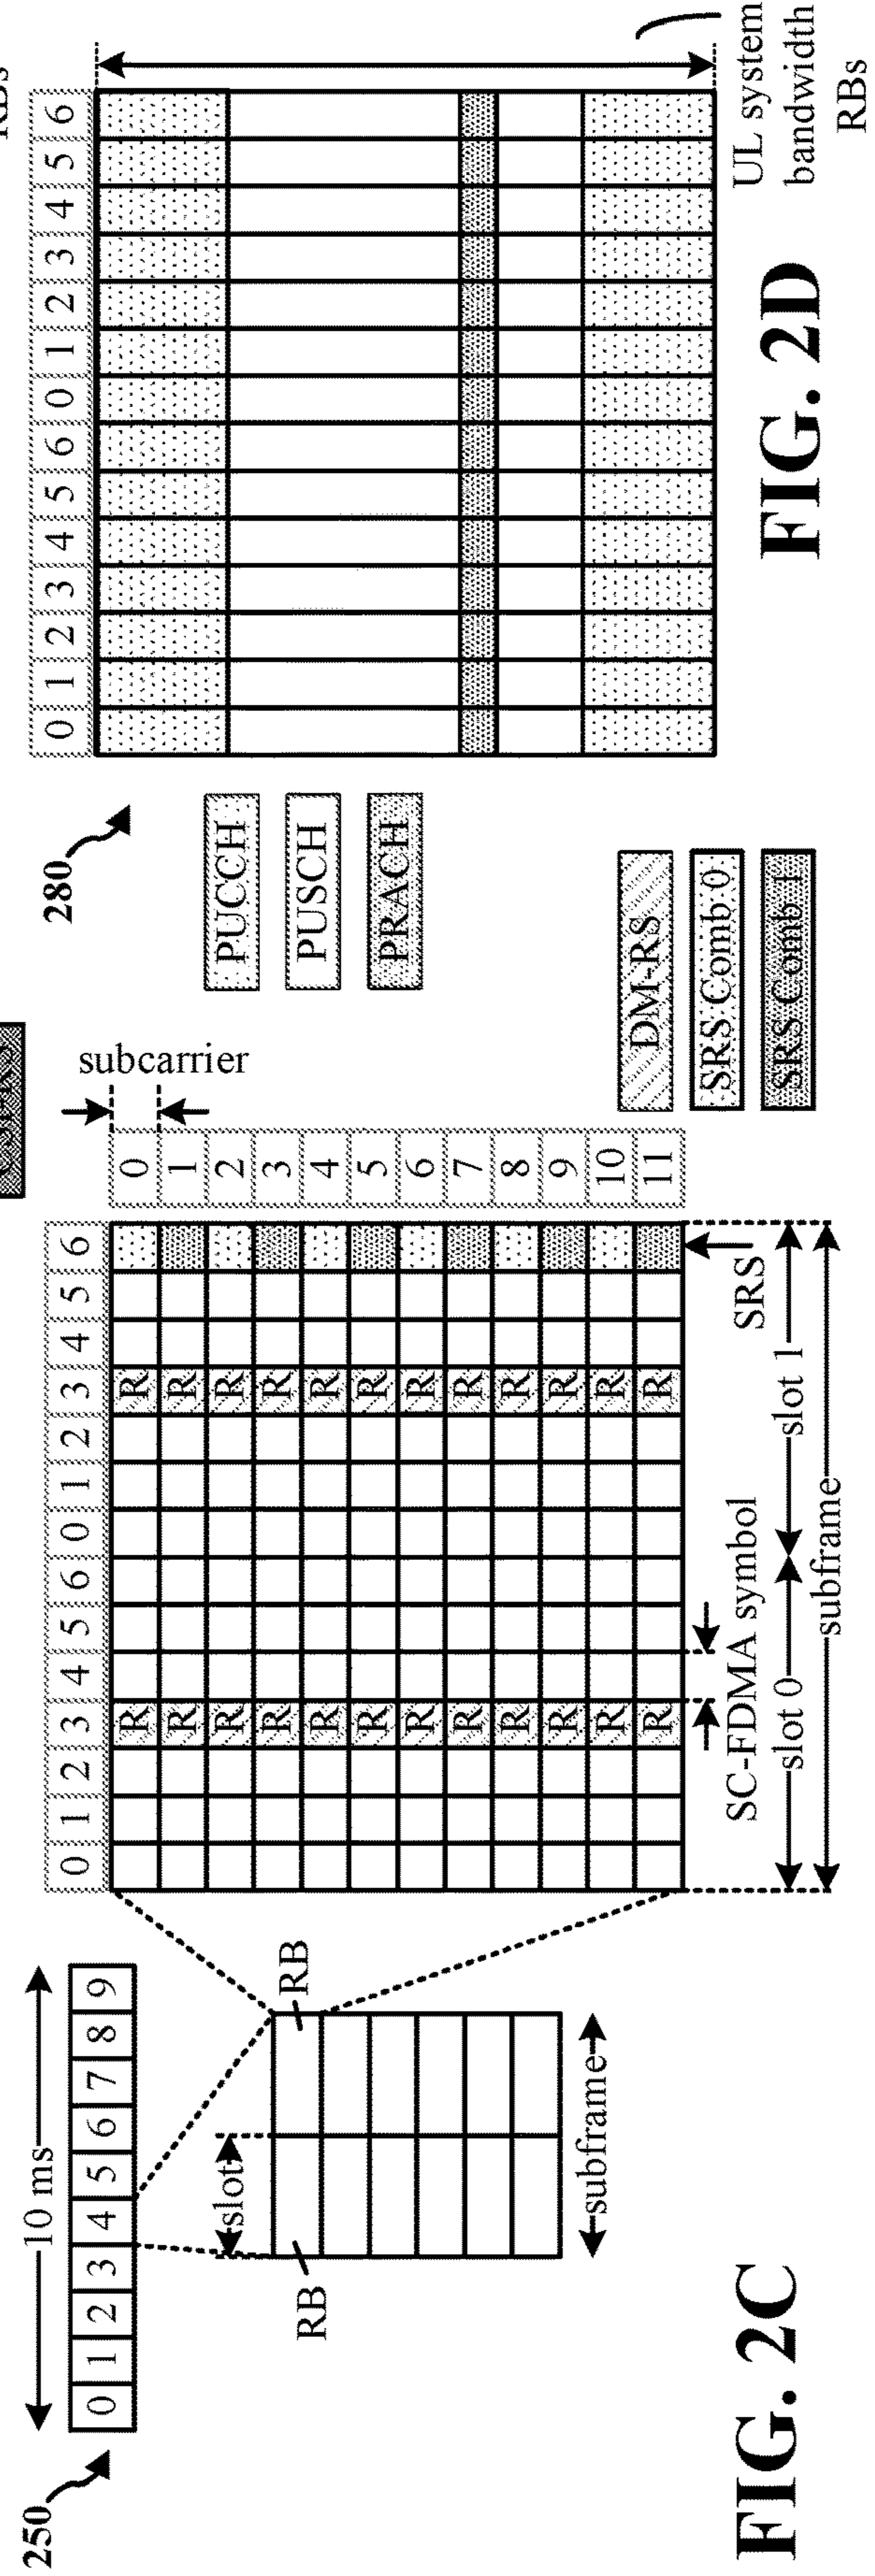 250
10 ms
0 1 2 3 4 5 6 7 8 9
RB
slot
RB
subframe
FIG. 2C
0 1 2 3 4 5 6 0 1 2 3 4 5 6
R R
R R
R R
R R
R R
R R
R R
R R
R R
R R
R R
R R
subcarrier
0
1
2
3
4
5
6
7
8
9
10
11
SC-FDMA symbol
SRS
slot 0
slot 1
subframe
DM-RS
SRS Comb 0
SRS Comb 1
280
PUCCH
PUSCH
PRACH
0 1 2 3 4 5 6 0 1 2 3 4 5 6
UL system
bandwidth
RBs
FIG. 2D